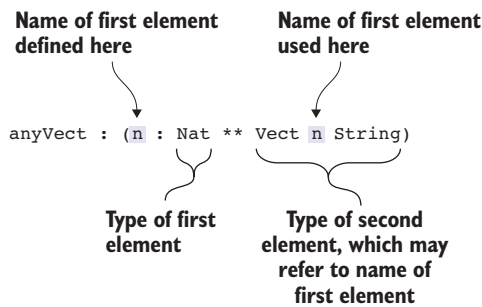 Name of first element
defined here
Name of first element
used here
anyVect : (n : Nat ** Vect n String)
Type of first
element
Type of second
element, which may
refer to name of
first element